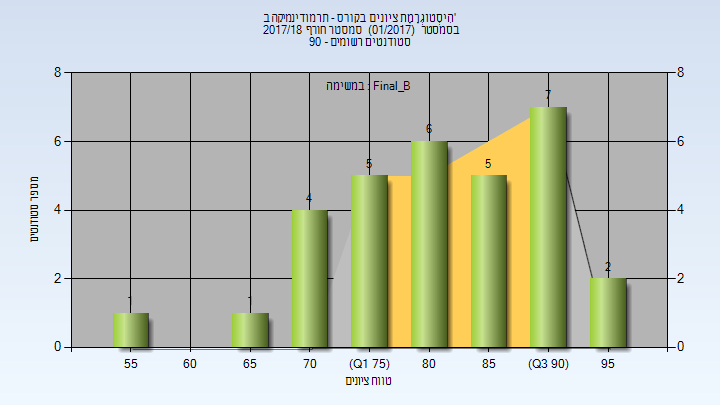 היסטוגרמת ציונים בקורס - תרמודינמיקה ב'
בסמסטר (01/2017) סמסטר חורף 2017/18
סטודנטים רשומים - 90
במשימה : Final_B
8 8
6 6
4 4
2 2
0 0
1 1 4 5 6 5 7 2
מספר סטודנטים
55 60 65 70 (Q1 75) 80 85 (Q3 90) 95
טווח ציונים